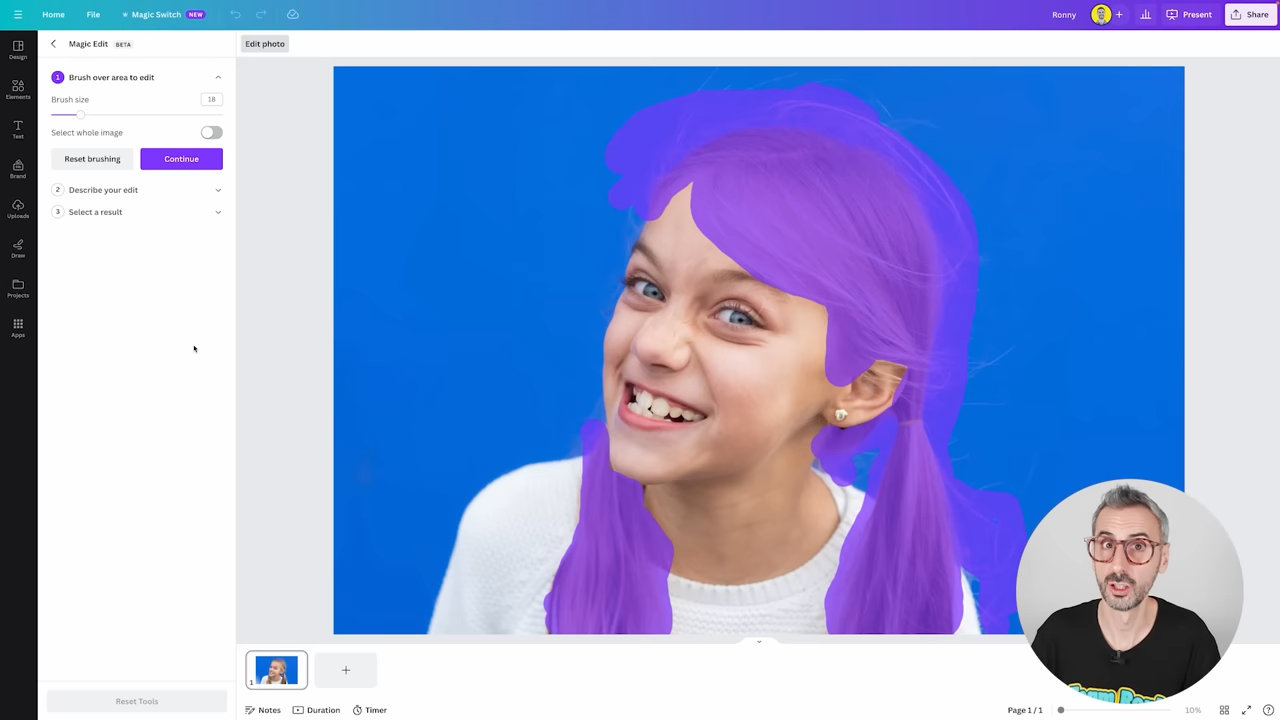 Home File Magic Switch NEW Ronny Present Share
Design
Elements
Text
Brand
Uploads
Draw
Projects
Apps
Magic Edit BETA
1 Brush over area to edit
Brush size 18
Select whole image
Reset brushing Continue
2 Describe your edit
3 Select a result
Reset Tools
Edit photo
1
Notes Duration Timer
Page 1 / 1 10%